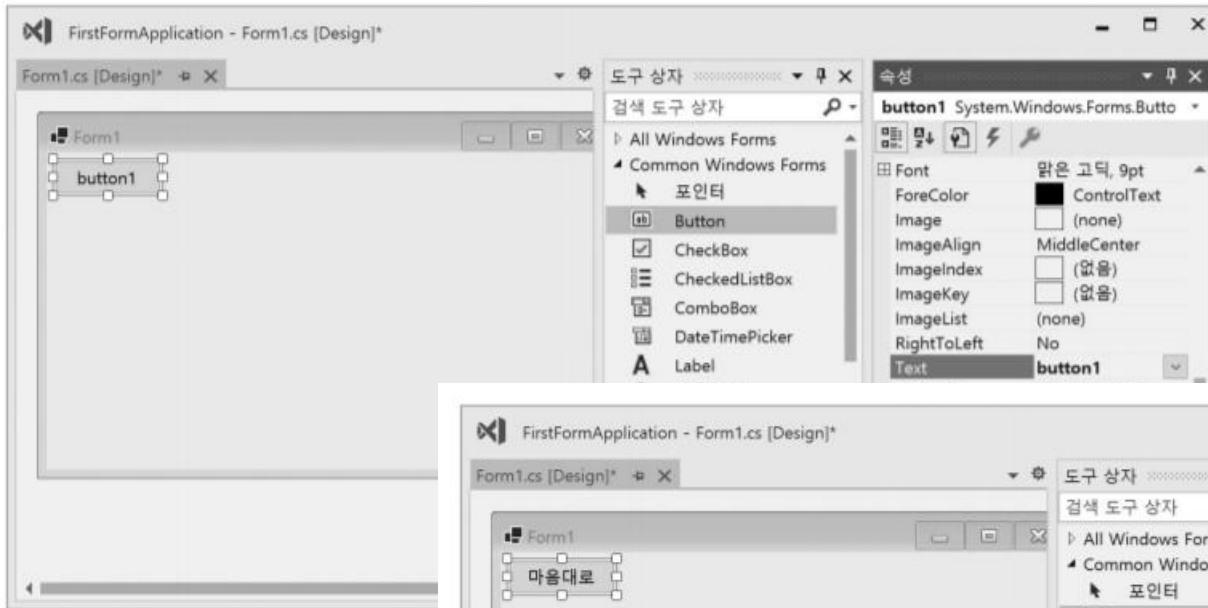 FirstFormApplication - Form1.cs [Design]*
Form1.cs [Design]*
Form1
button1
도구 상자
검색 도구 상자
All Windows Forms
Common Windows Forms
포인터
Button
CheckBox
CheckedListBox
ComboBox
DateTimePicker
Label
속성
button1 System.Windows.Forms.Butto
Font 맑은 고딕, 9pt
ForeColor ControlText
Image (none)
ImageAlign MiddleCenter
ImageIndex (없음)
ImageKey (없음)
ImageList (none)
RightToLeft No
Text button1
FirstFormApplication - Form1.cs [Design]*
Form1.cs [Design]*
Form1
마음대로
도구 상자
검색 도구 상자
All Windows For
Common Windo
포인터